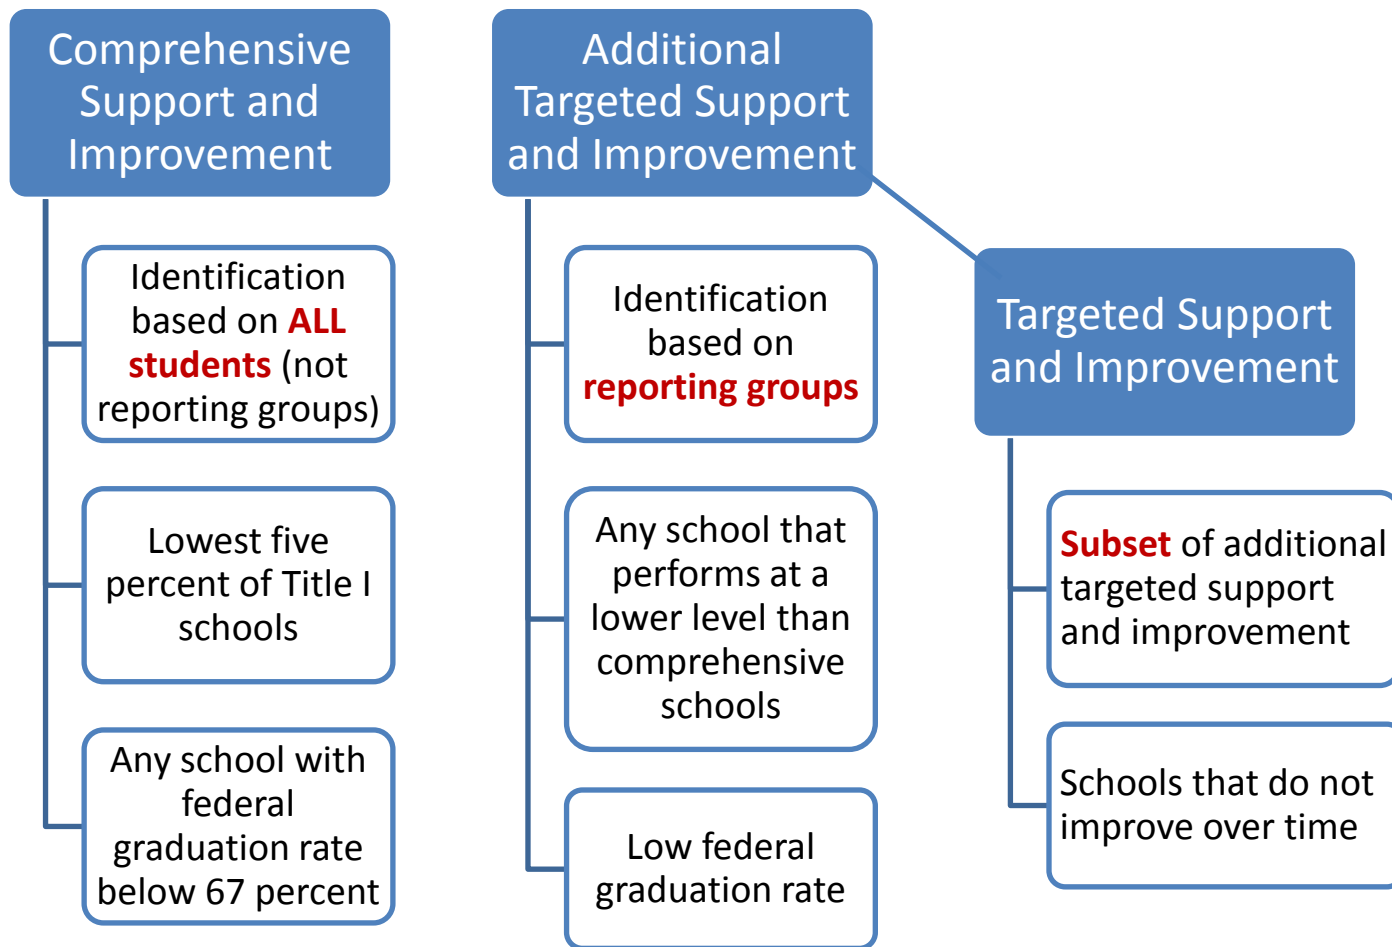 Comprehensive
Support and
Improvement
Identification
based on ALL
students (not
reporting groups)
Lowest five
percent of Title I
schools
Any school with
federal
graduation rate
below 67 percent
Additional
Targeted Support
and Improvement
Identification
based on
reporting groups
Any school that
performs at a
lower level than
comprehensive
schools
Low federal
graduation rate
Targeted Support
and Improvement
Subset of additional
targeted support
and improvement
Schools that do not
improve over time